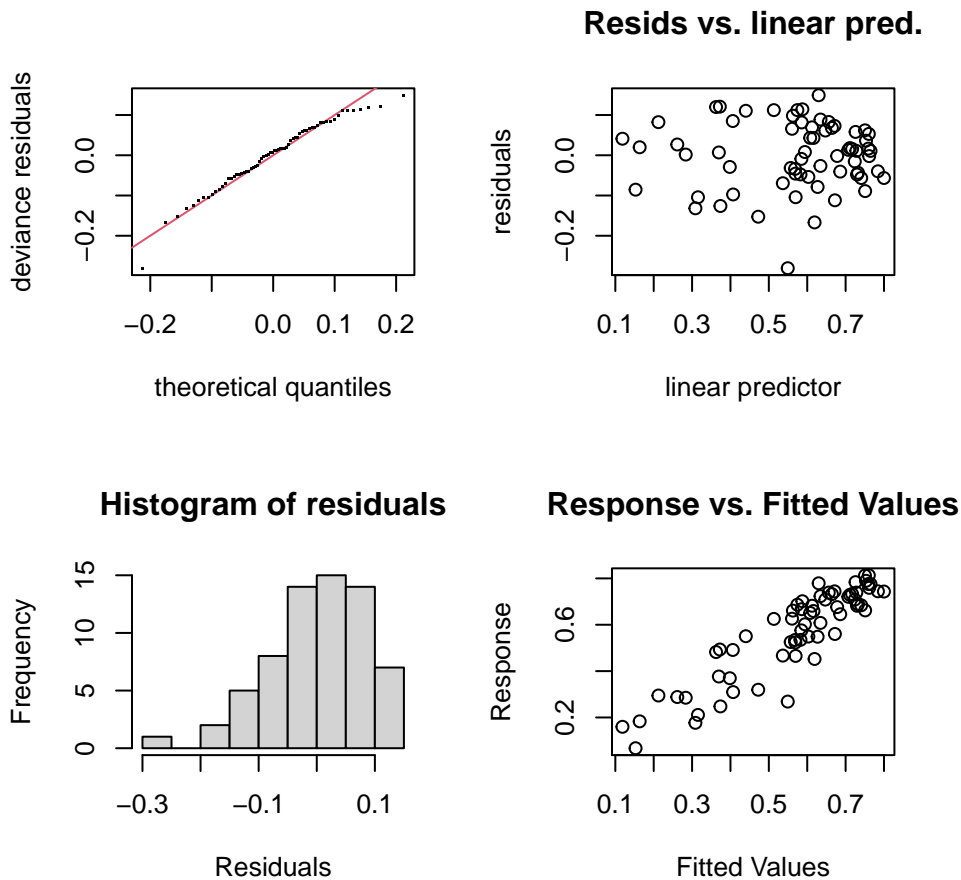 deviance residuals
0.0
−0.2
−0.2
0.0
0.1
0.2
theoretical quantiles
Resids vs. linear pred.
residuals
0.0
−0.2
0.1
0.3
0.5
0.7
linear predictor
Histogram of residuals
Frequency
15
10
5
0
−0.3
−0.1
0.1
Residuals
Response vs. Fitted Values
Response
0.6
0.2
0.1
0.3
0.5
0.7
Fitted Values